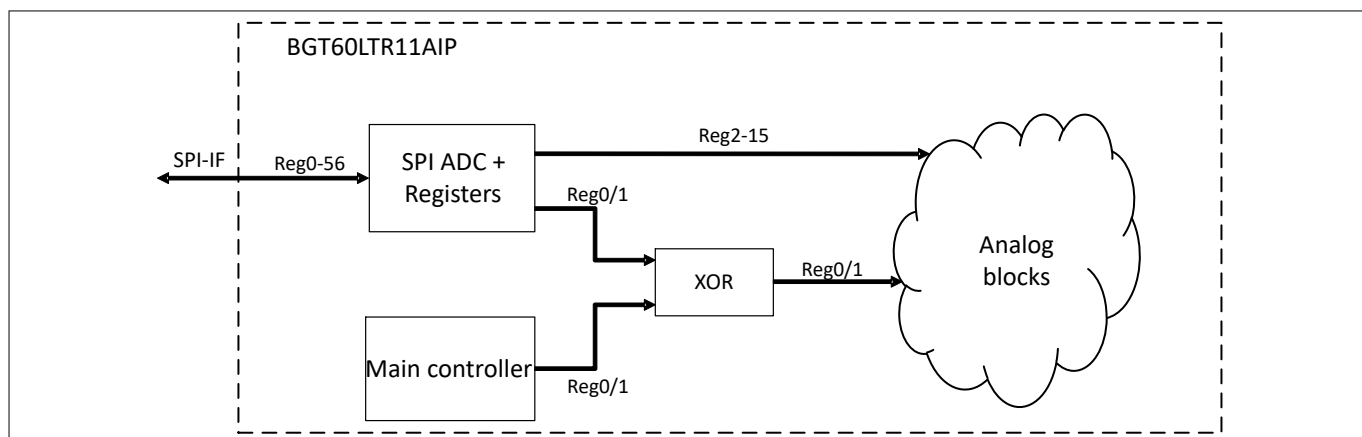 BGT60LTR11AIP
SPI-IF
Reg0-56
SPI ADC +
Registers
Reg2-15
Reg0/1
XOR
Reg0/1
Main controller
Reg0/1
Analog
blocks